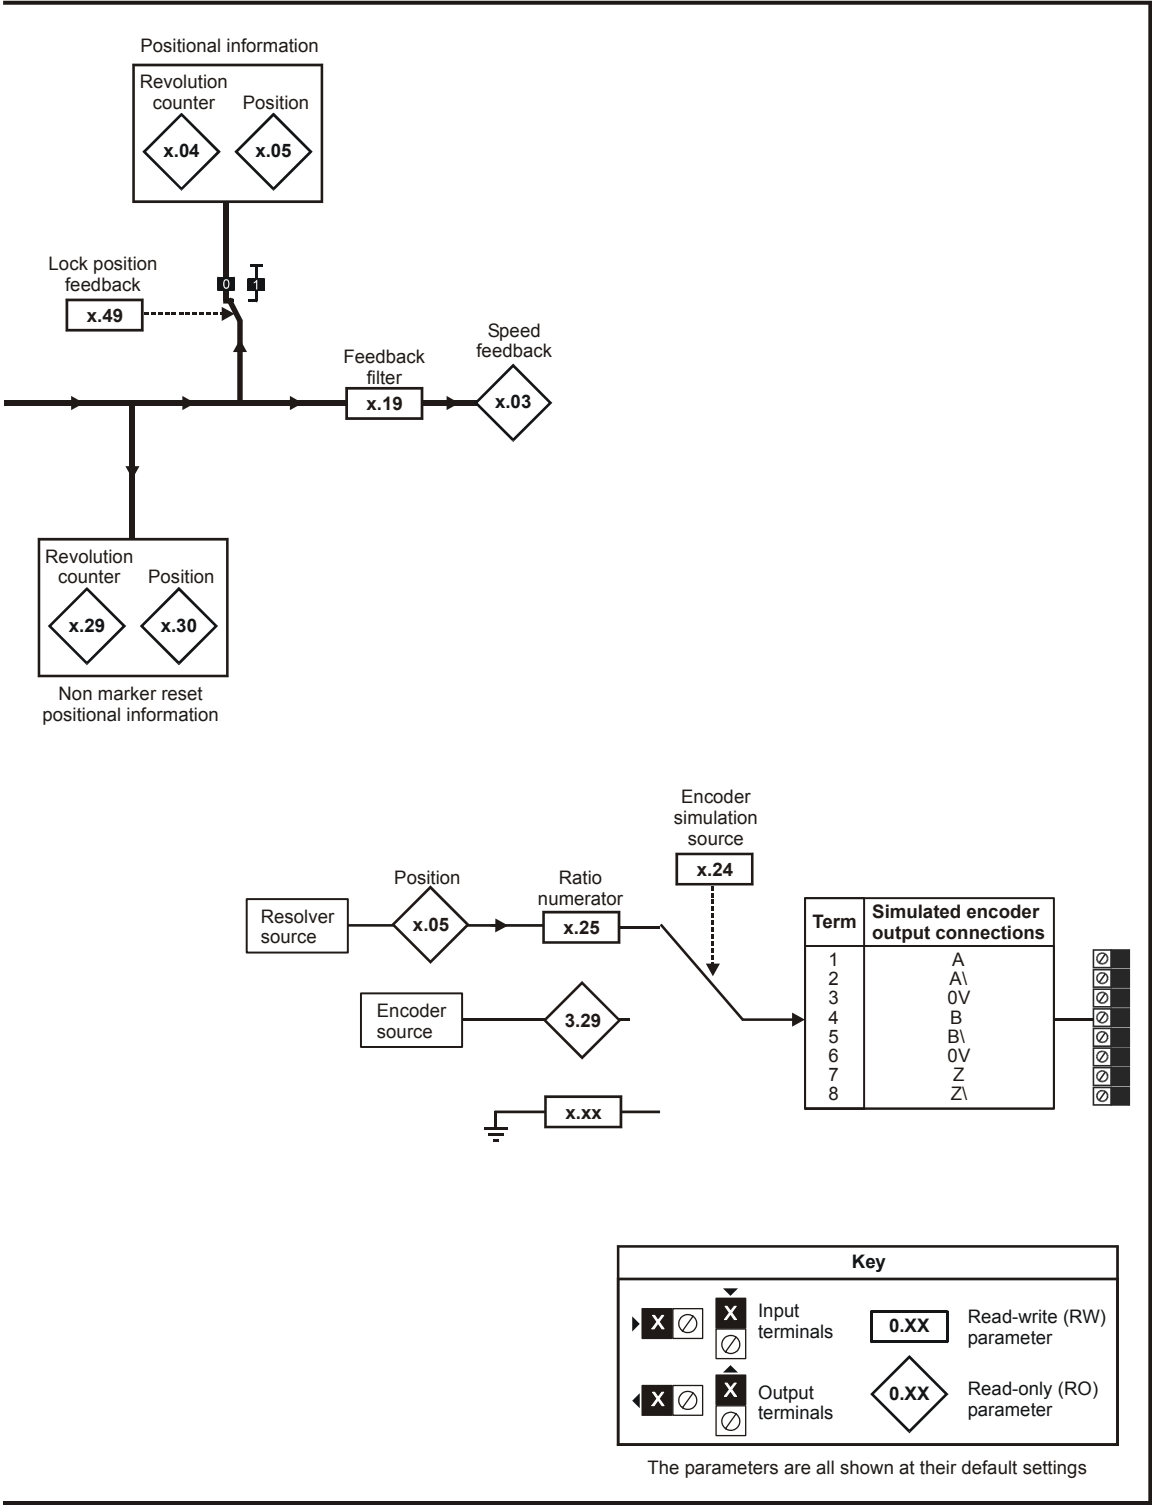 Positional information
Revolution
counter
Position
x.04
x.05
Lock position
feedback
x.49
0
1
Speed
feedback
Feedback
filter
x.19
x.03
Revolution
counter
Position
x.29
x.30
Non marker reset
positional information
Encoder
simulation
source
x.24
Position
Ratio
numerator
Resolver
source
x.05
x.25
Encoder
source
3.29
x.xx
Term
Simulated encoder
output connections
1 A
2 A\
3 0V
4 B
5 B\
6 0V
7 Z
8 Z\
Key
X
X
Input
terminals
0.XX
Read-write (RW)
parameter
X
X
Output
terminals
0.XX
Read-only (RO)
parameter
The parameters are all shown at their default settings